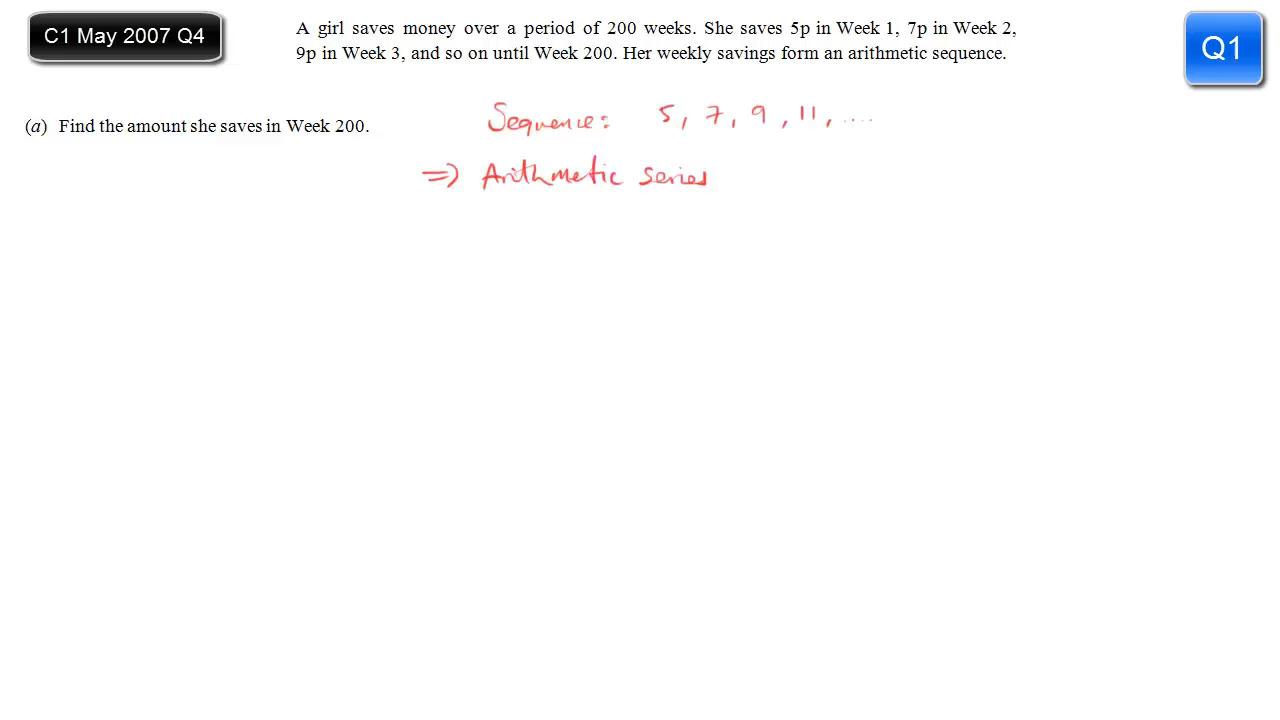 C1 May 2007 Q4
A girl saves money over a period of 200 weeks. She saves 5p in Week 1, 7p in Week 2,
9p in Week 3, and so on until Week 200. Her weekly savings form an arithmetic sequence.
Q1
(a) Find the amount she saves in Week 200.
Sequence: 5, 7, 9, 11, ....
⇒ Arithmetic series